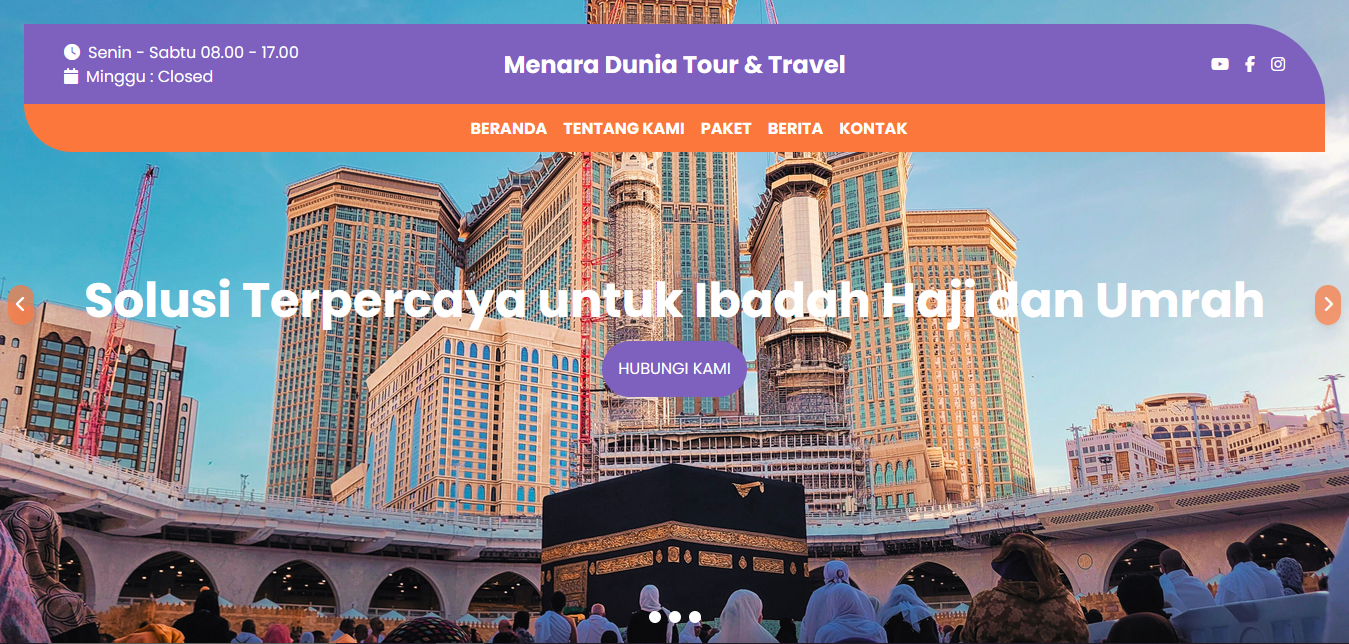 Senin - Sabtu 08.00 - 17.00
Minggu : Closed
Menara Dunia Tour & Travel
BERANDA TENTANG KAMI PAKET BERITA KONTAK
Solusi Terpercaya untuk Ibadah Haji dan Umrah
HUBUNGI KAMI